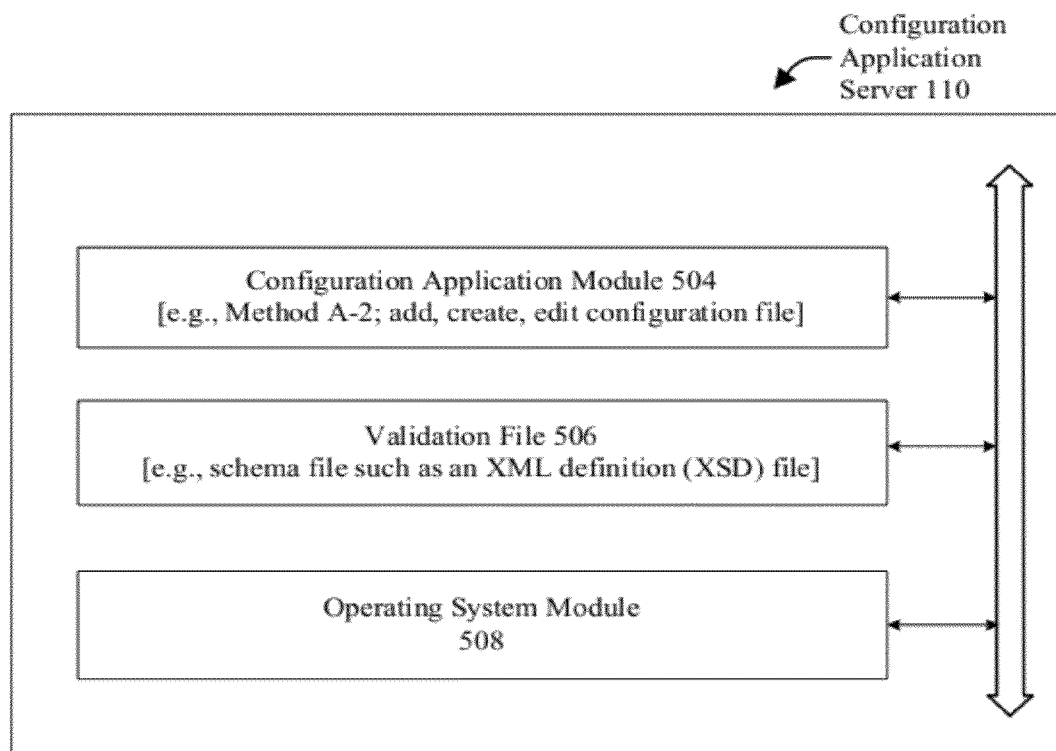 Configuration
Application
Server 110
Configuration Application Module 504
[e.g., Method A-2; add, create, edit configuration file]
Validation File 506
[e.g., schema file such as an XML definition (XSD) file]
Operating System Module
508